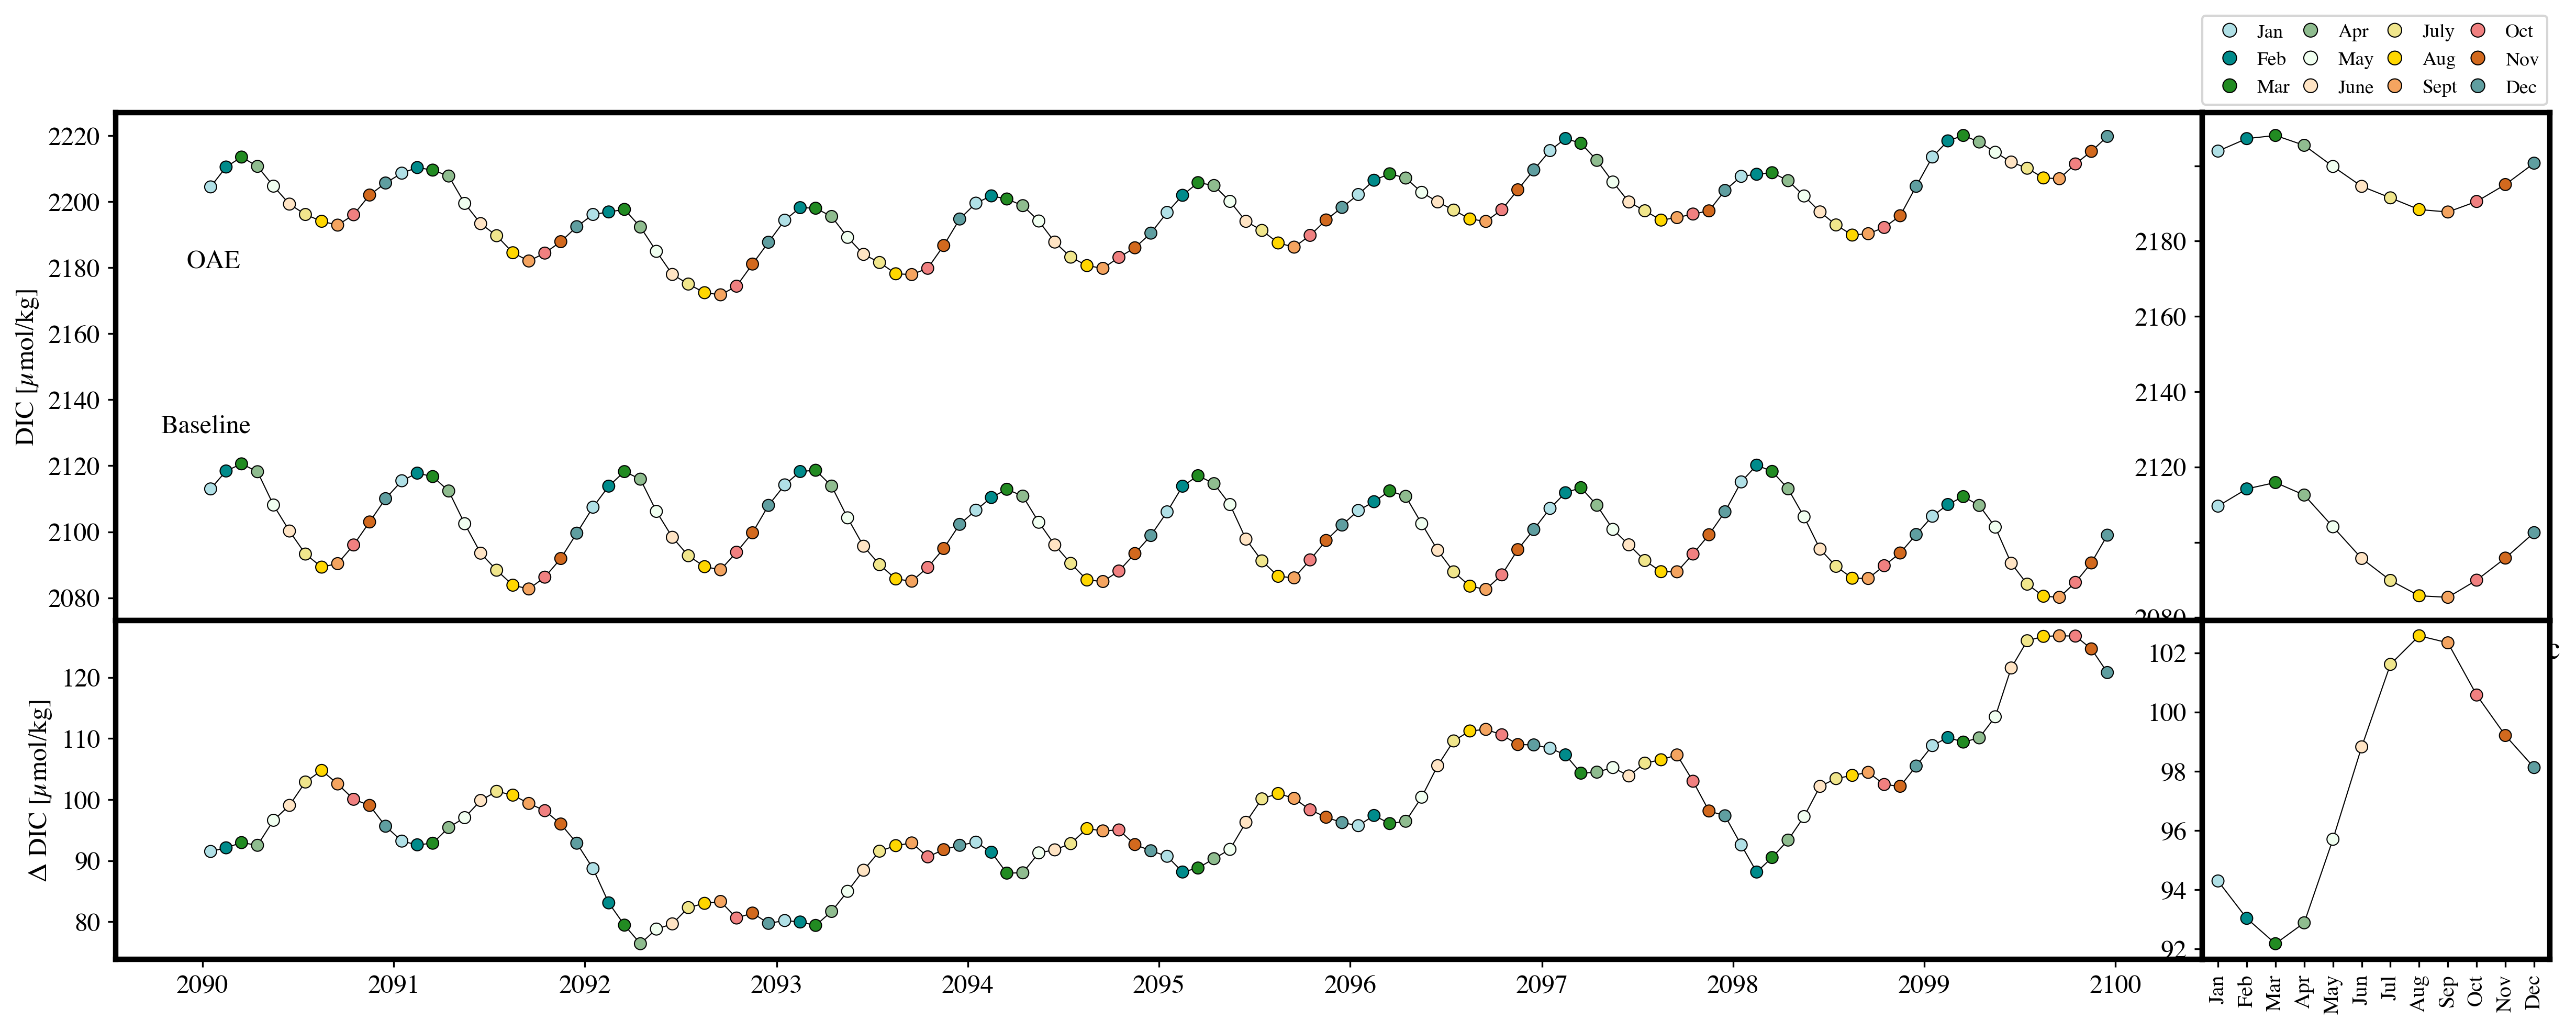 Jan Apr July Oct
Feb May Aug Nov
Mar June Sept Dec
2220
2200
2180
2160
2140
2120
2100
2080
DIC [µmol/kg]
OAE
Baseline
2180
2160
2140
2120
2080
120
110
100
90
80
Δ DIC [µmol/kg]
102
100
98
96
94
92
c
2090 2091 2092 2093 2094 2095 2096 2097 2098 2099 2100
Jan Feb Mar Apr May Jun Jul Aug Sep Oct Nov Dec